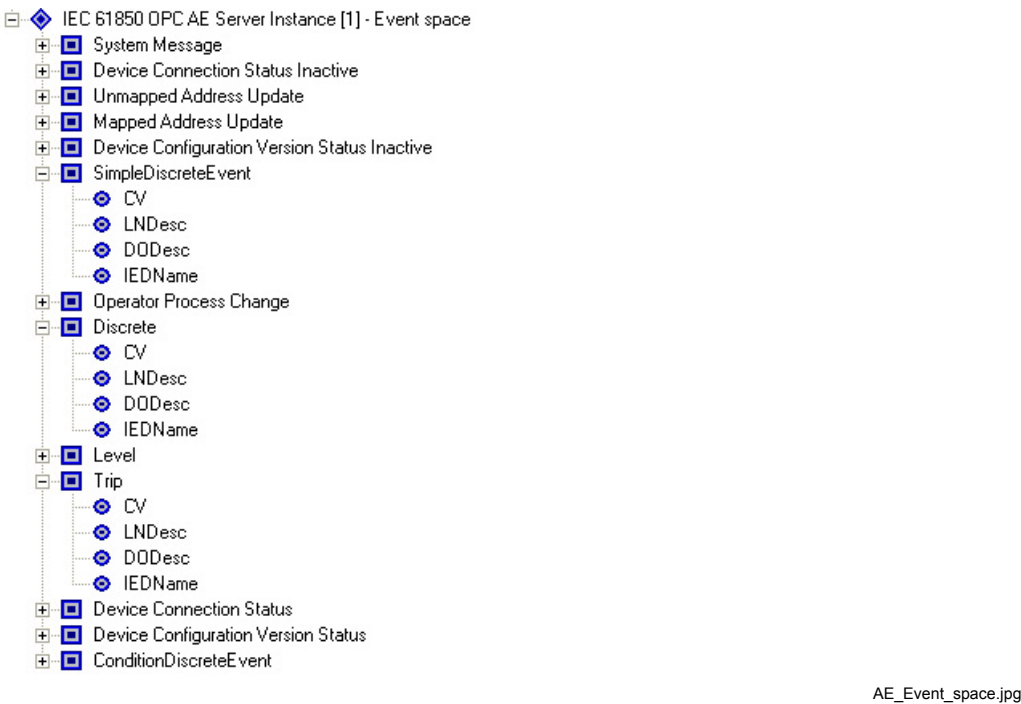 IEC 61850 OPC AE Server Instance [1] - Event space
System Message
Device Connection Status Inactive
Unmapped Address Update
Mapped Address Update
Device Configuration Version Status Inactive
SimpleDiscreteEvent
CV
LNDesc
DODesc
IEDName
Operator Process Change
Discrete
CV
LNDesc
DODesc
IEDName
Level
Trip
CV
LNDesc
DODesc
IEDName
Device Connection Status
Device Configuration Version Status
ConditionDiscreteEvent
AE_Event_space.jpg